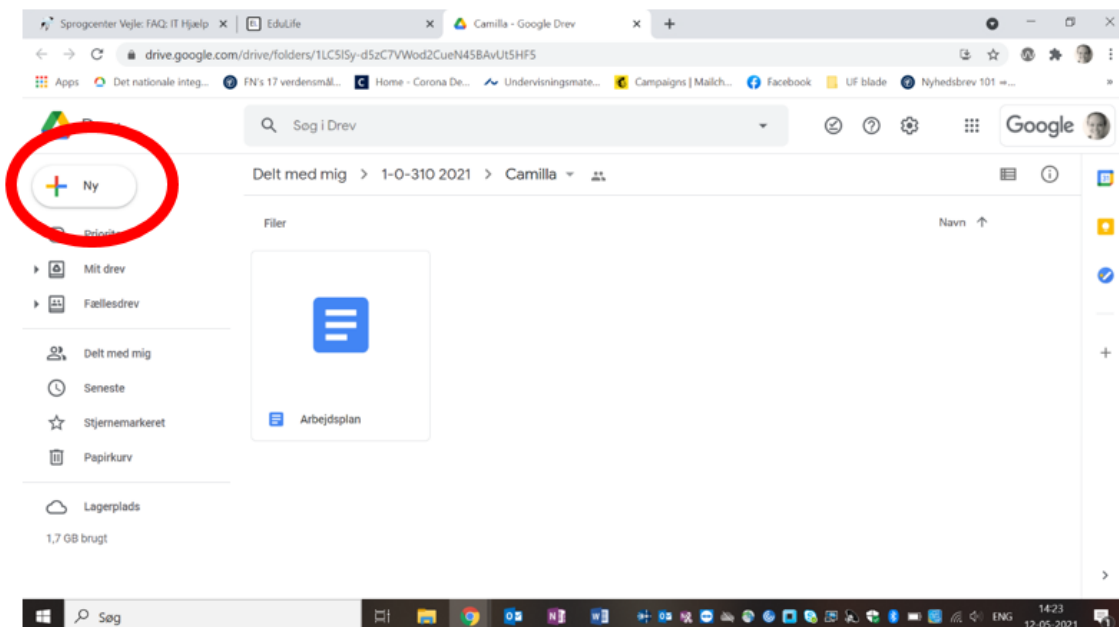 Sprogcenter Vejle: FAQ: IT Hjælp
EduLife
Camilla - Google Drev
drive.google.com/drive/folders/1LC5lSy-d5zC7VWod2CueN45BAvUt5HF5
Apps
Det nationale integ...
FN's 17 verdensmål...
Home - Corona De...
Undervisningsmate...
Campaigns | Mailch...
Facebook
UF blade
Nyhedsbrev 101 ⇒...
Søg i Drev
Google
Ny
Delt med mig > 1-0-310 2021 > Camilla
Filer
Navn
Mit drev
Fællesdrev
Delt med mig
Seneste
Stjernemarkeret
Papirkurv
Arbejdsplan
Lagerplads
1,7 GB brugt
Søg
ENG
14:23
12-05-2021